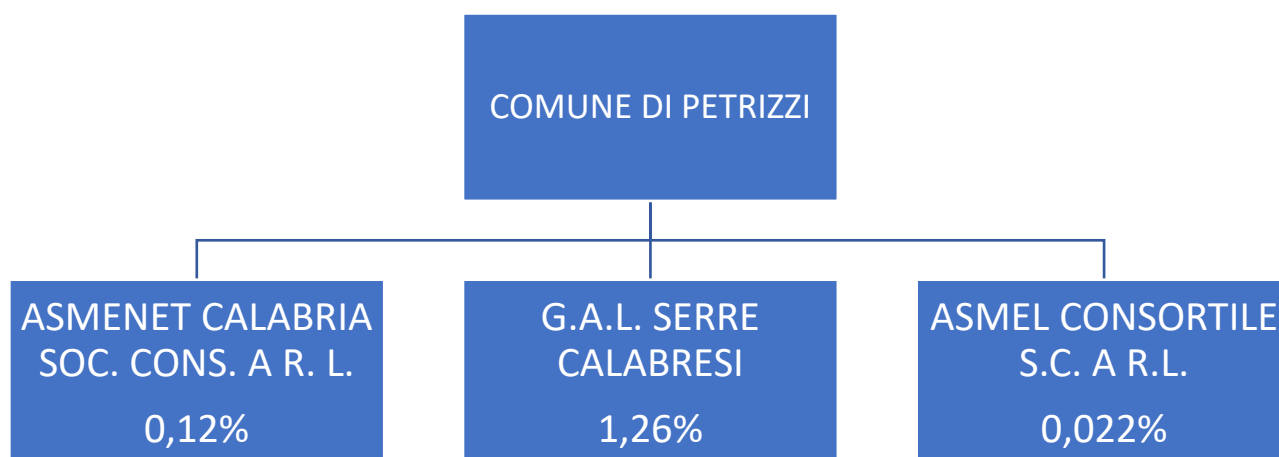 COMUNE DI PETRIZZI
ASMENET CALABRIA
SOC. CONS. A R. L.
0,12%
G.A.L. SERRE
CALABRESI
1,26%
ASMEL CONSORTILE
S.C. A R.L.
0,022%